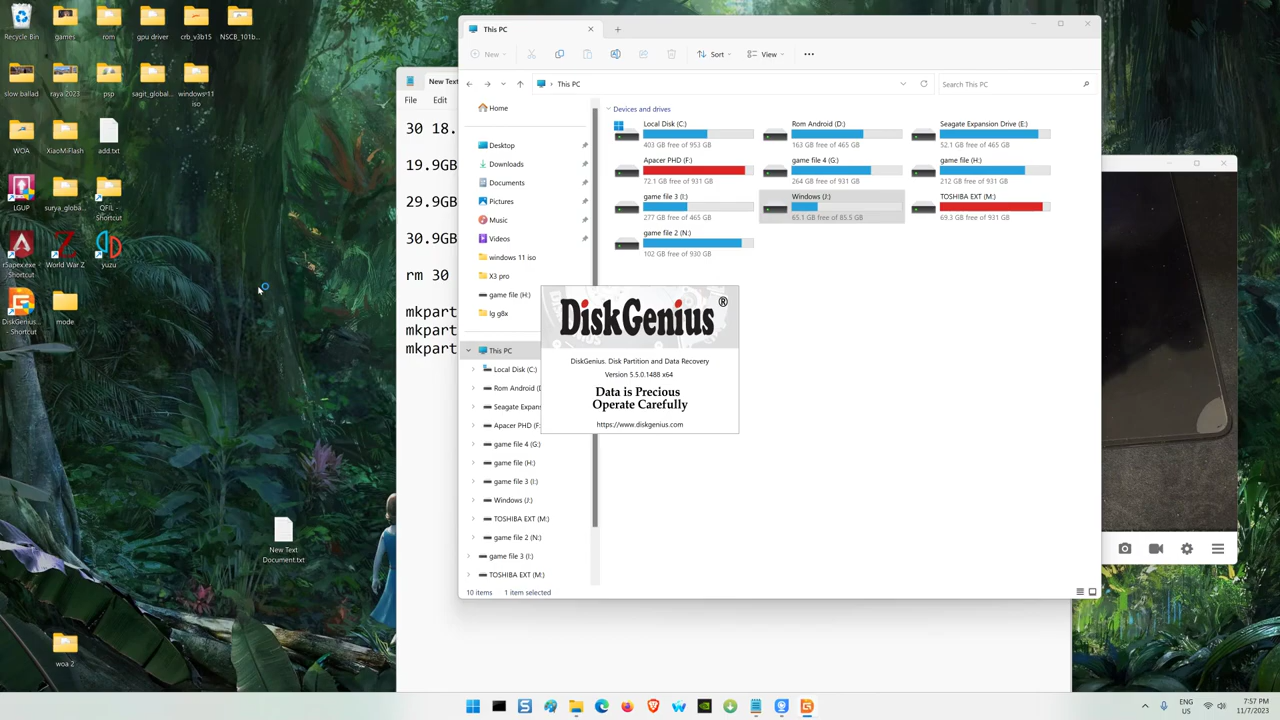 Recycle Bin
games
rom
gpu driver
crb_v3b15
NSCB_101b...
slow ballad
raya 2023
psp
sagit_global...
windows 11 iso
WOA
XiaoMiFlash
add.txt
LGUP
surya_globa...
QFIL - Shortcut
r5apex.exe - Shortcut
World War Z
yuzu
DiskGenius... - Shortcut
mode
New Text Document.txt
woa 2
New Text
File
Edit
30 18.
19.9GB
29.9GB
30.9GB
rm 30
mkpart
mkpart
mkpart
This PC
New
Sort
View
This PC
Search This PC
Home
Desktop
Downloads
Documents
Pictures
Music
Videos
windows 11 iso
X3 pro
game file (H:)
lg g8x
This PC
Local Disk (C:)
Rom Android (D
Seagate Expans
Apacer PHD (F:
game file 4 (G:)
game file (H:)
game file 3 (I:)
Windows (J:)
TOSHIBA EXT (M:)
game file 2 (N:)
game file 3 (I:)
TOSHIBA EXT (M:)
10 items
1 item selected
Devices and drives
Local Disk (C:)
403 GB free of 953 GB
Rom Android (D:)
163 GB free of 465 GB
Seagate Expansion Drive (E:)
52.1 GB free of 465 GB
Apacer PHD (F:)
72.1 GB free of 931 GB
game file 4 (G:)
264 GB free of 931 GB
game file (H:)
212 GB free of 931 GB
game file 3 (I:)
277 GB free of 465 GB
Windows (J:)
65.1 GB free of 85.5 GB
TOSHIBA EXT (M:)
69.3 GB free of 931 GB
game file 2 (N:)
102 GB free of 930 GB
DiskGenius®
DiskGenius. Disk Partition and Data Recovery
Version 5.5.0.1488 x64
Data is Precious
Operate Carefully
https://www.diskgenius.com
ENG
US
7:57 PM
11/7/2023